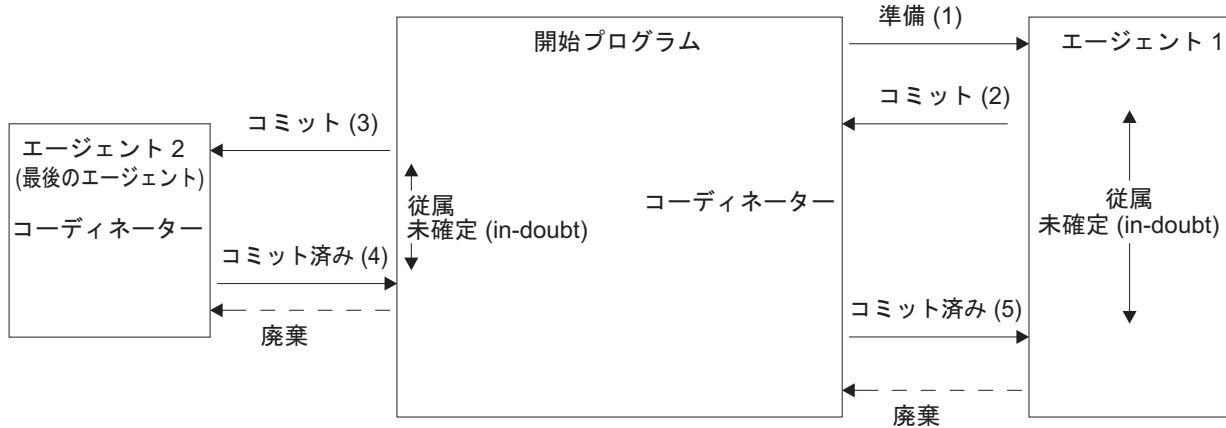 準備 (1)
開始プログラム
エージェント 1
コミット (2)
コミット (3)
エージェント 2
(最後のエージェント)
コーディネーター
従属
未確定 (in-doubt)
コーディネーター
従属
未確定 (in-doubt)
コミット済み (4)
廃棄
コミット済み (5)
廃棄